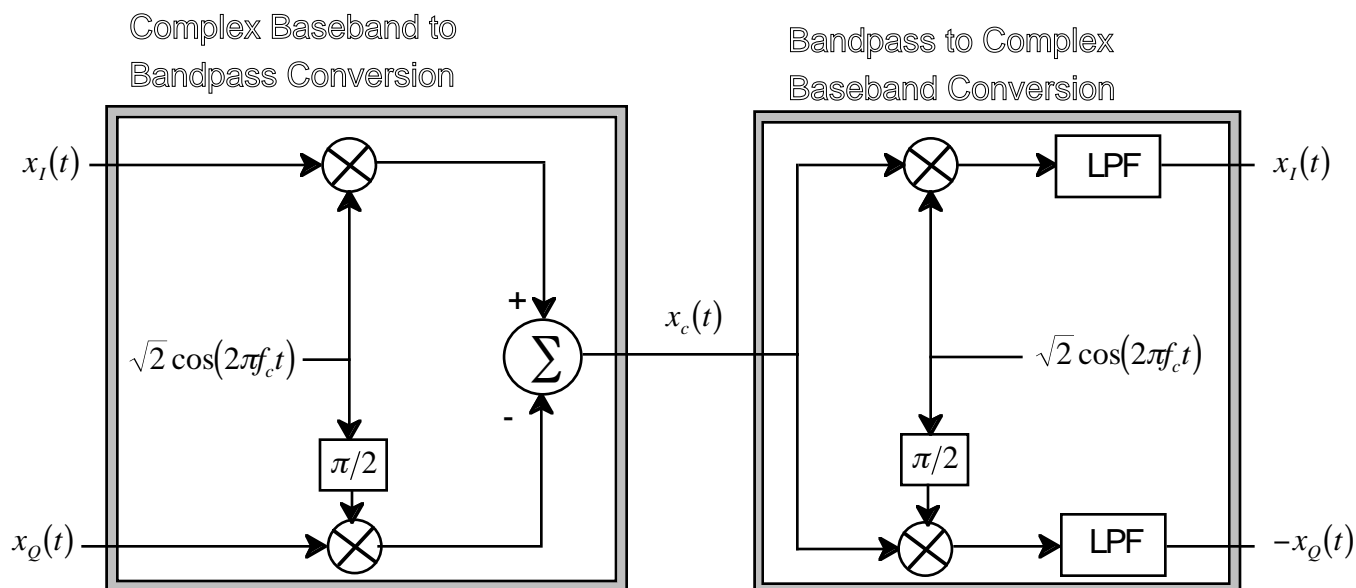 Complex Baseband to
Bandpass Conversion
Bandpass to Complex
Baseband Conversion
x_I(t)
LPF
x_I(t)
+
x_c(t)
√2 cos(2πf_c t)
Σ
√2 cos(2πf_c t)
-
π/2
π/2
x_Q(t)
LPF
−x_Q(t)